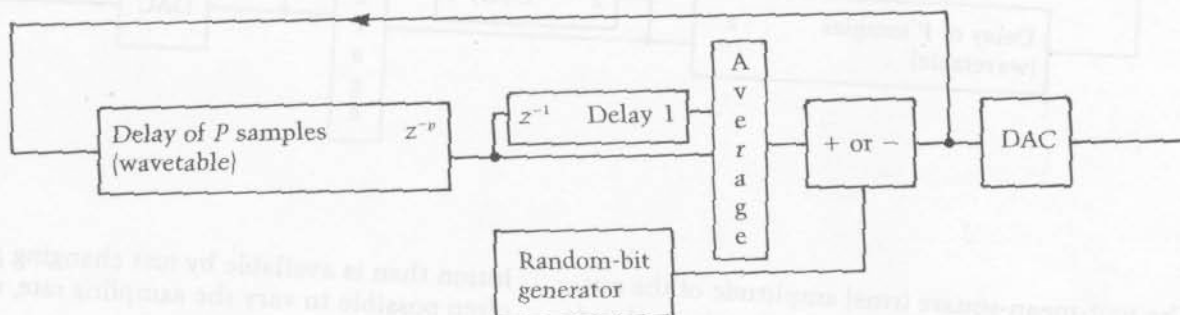 Delay of P samples z⁻ᵖ
(wavetable)
z⁻¹ Delay 1
A
v
e
r
a
g
e
+ or −
DAC
Random-bit
generator